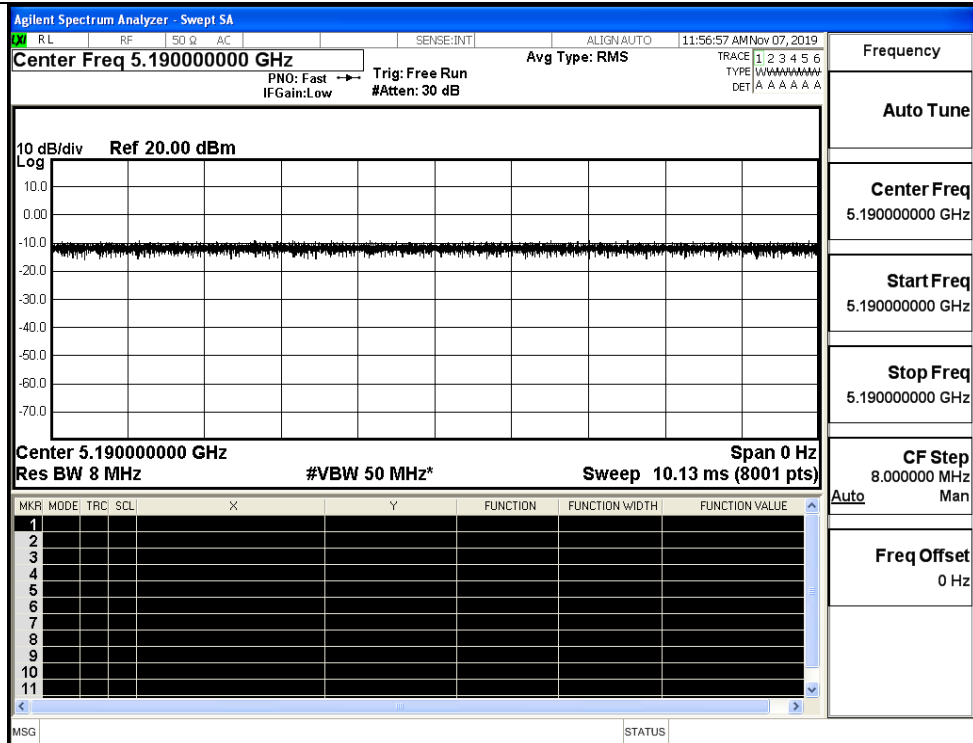 Agilent Spectrum Analyzer - Swept SA
LXI RL RF 50 Ω AC SENSE:INT ALIGN AUTO 11:56:57 AM Nov 07, 2019
Center Freq 5.190000000 GHz
PNO: Fast
IFGain:Low
Trig: Free Run
#Atten: 30 dB
Avg Type: RMS
TRACE 1 2 3 4 5 6
TYPE WWWWWW
DET A A A A A A
10 dB/div Ref 20.00 dBm
Log
10.0
0.00
-10.0
-20.0
-30.0
-40.0
-50.0
-60.0
-70.0
Center 5.190000000 GHz Span 0 Hz
Res BW 8 MHz #VBW 50 MHz* Sweep 10.13 ms (8001 pts)
MKR MODE TRC SCL X Y FUNCTION FUNCTION WIDTH FUNCTION VALUE
1
2
3
4
5
6
7
8
9
10
11
MSG STATUS
Frequency
Auto Tune
Center Freq
5.190000000 GHz
Start Freq
5.190000000 GHz
Stop Freq
5.190000000 GHz
CF Step
8.000000 MHz
Auto Man
Freq Offset
0 Hz